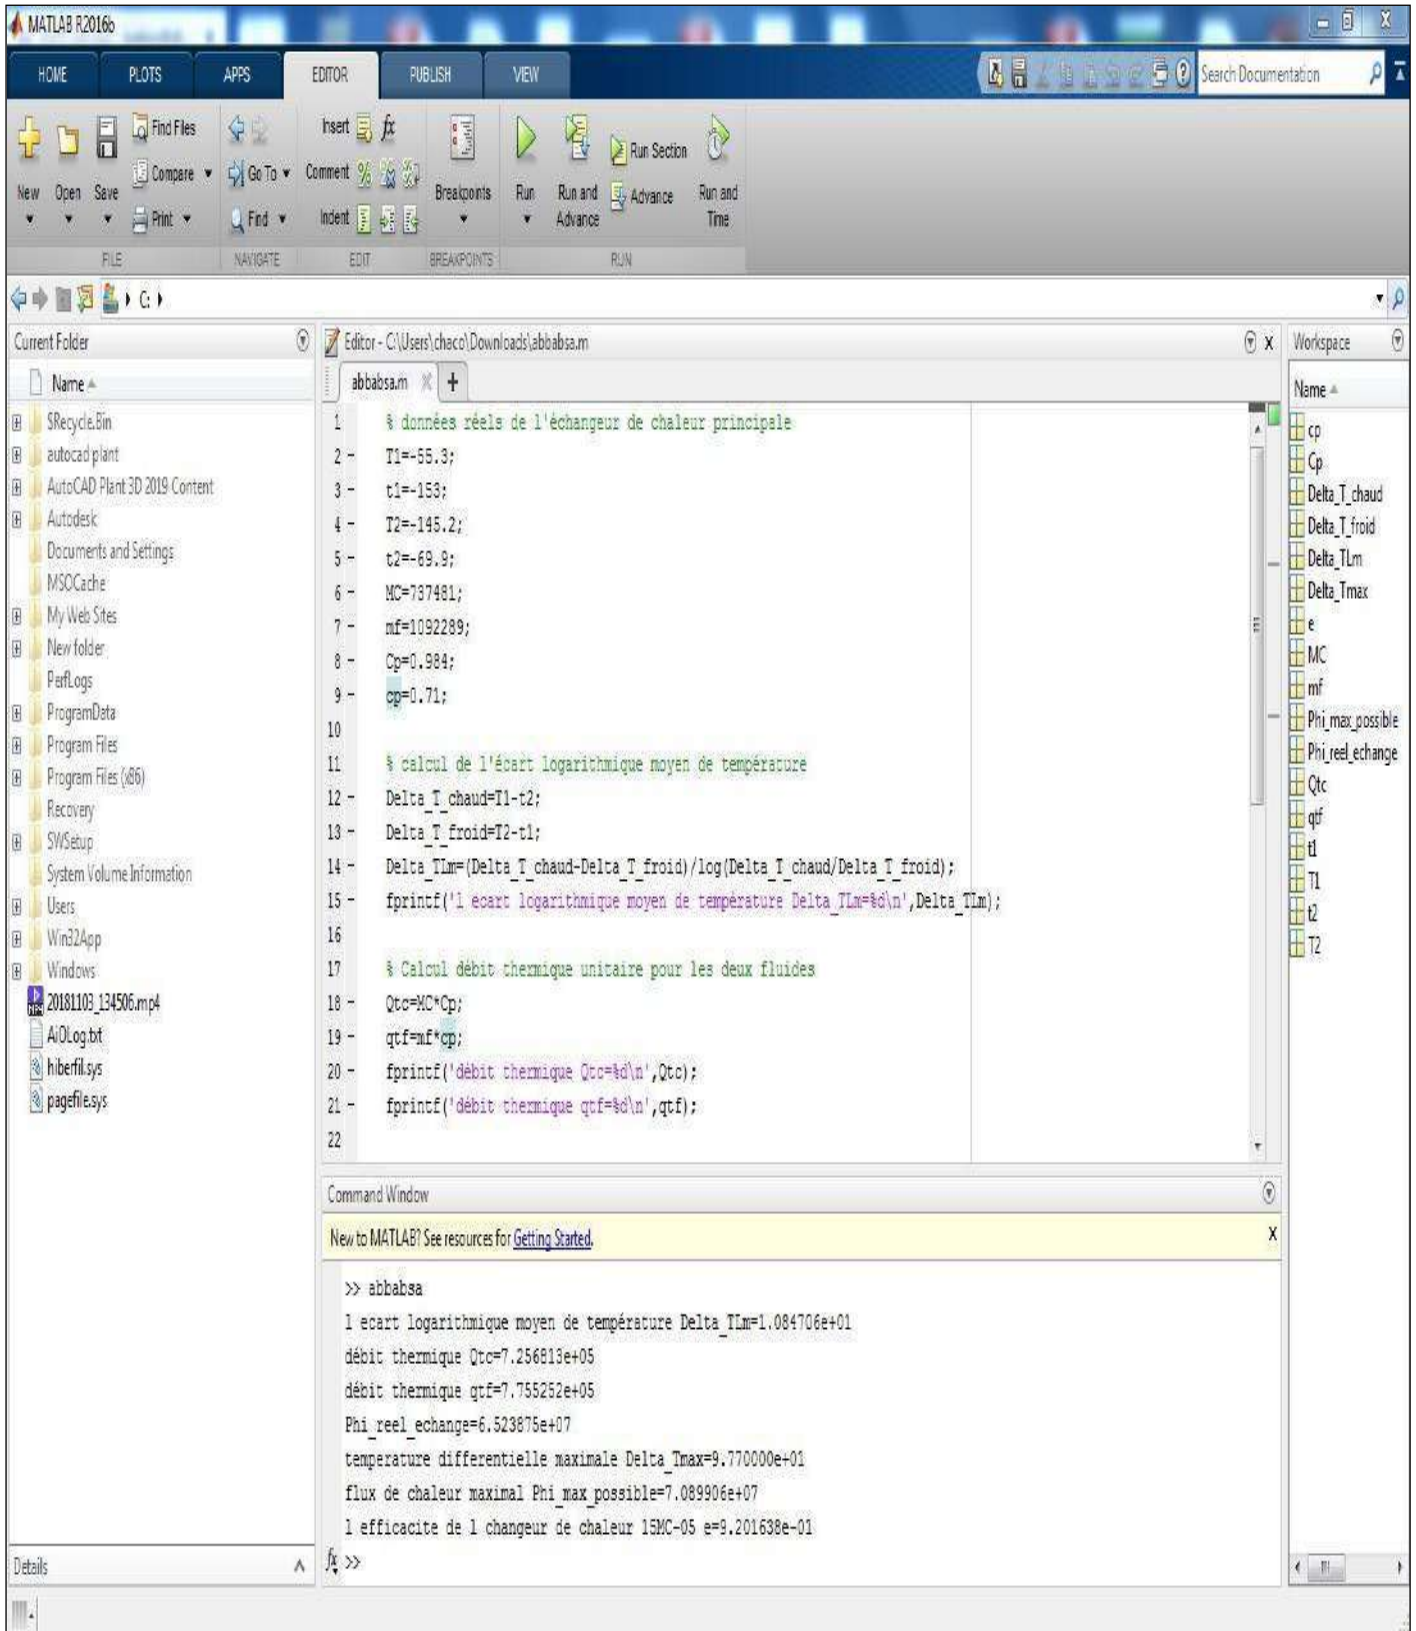 MATLAB R2016b
HOME PLOTS APPS EDITOR PUBLISH VIEW
Search Documentation
New Open Save
Find Files
Compare
Print
Go To
Find
Insert fx
Comment
Indent
Breakpoints
Run
Run and Advance
Run Section
Advance
Run and Time
FILE NAVIGATE EDIT BREAKPOINTS RUN
C:
Current Folder
Name
$Recycle.Bin
autocad plant
AutoCAD Plant 3D 2019 Content
Autodesk
Documents and Settings
MSOCache
My Web Sites
New folder
PerfLogs
ProgramData
Program Files
Program Files (x86)
Recovery
SWSetup
System Volume Information
Users
Win32App
Windows
20181103_134506.mp4
AiOLog.txt
hiberfil.sys
pagefile.sys
Details
Editor - C:\Users\chaco\Downloads\abbabsa.m
abbabsa.m
1 % données réels de l'échangeur de chaleur principale
2 - T1=-55.3;
3 - t1=-153;
4 - T2=-145.2;
5 - t2=-69.9;
6 - MC=737481;
7 - mf=1092289;
8 - Cp=0.984;
9 - cp=0.71;
10
11 % calcul de l'écart logarithmique moyen de température
12 - Delta_T_chaud=T1-t2;
13 - Delta_T_froid=T2-t1;
14 - Delta_TLm=(Delta_T_chaud-Delta_T_froid)/log(Delta_T_chaud/Delta_T_froid);
15 - fprintf('l ecart logarithmique moyen de température Delta_TLm=%d\n',Delta_TLm);
16
17 % Calcul débit thermique unitaire pour les deux fluides
18 - Qtc=MC*Cp;
19 - qtf=mf*cp;
20 - fprintf('débit thermique Qtc=%d\n',Qtc);
21 - fprintf('débit thermique qtf=%d\n',qtf);
22
Command Window
New to MATLAB? See resources for Getting Started.
>> abbabsa
l ecart logarithmique moyen de température Delta_TLm=1.084706e+01
débit thermique Qtc=7.256813e+05
débit thermique qtf=7.755252e+05
Phi_reel_echange=6.523875e+07
temperature differentielle maximale Delta_Tmax=9.770000e+01
flux de chaleur maximal Phi_max_possible=7.089906e+07
l efficacite de l changeur de chaleur 15MC-05 e=9.201638e-01
fx >>
Workspace
Name
cp
Cp
Delta_T_chaud
Delta_T_froid
Delta_TLm
Delta_Tmax
e
MC
mf
Phi_max_possible
Phi_reel_echange
Qtc
qtf
t1
T1
t2
T2